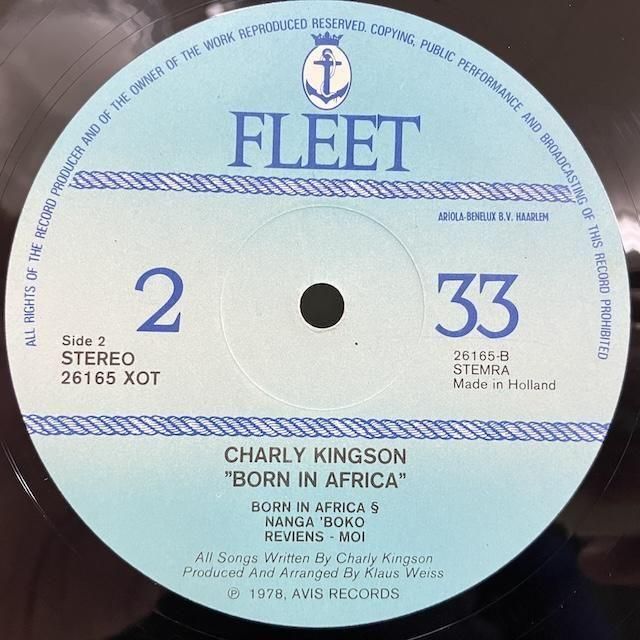 ALL RIGHTS OF THE RECORD PRODUCER AND OF THE OWNER OF THE WORK REPRODUCED RESERVED. COPYING, PUBLIC PERFORMANCE AND BROADCASTING OF THIS RECORD PROHIBITED
FLEET
ARIOLA-BENELUX B.V. HAARLEM
2
33
Side 2
STEREO
26165 XOT
26165-B
STEMRA
Made in Holland
CHARLY KINGSON
"BORN IN AFRICA"
BORN IN AFRICA §
NANGA 'BOKO
REVIENS - MOI
All Songs Written By Charly Kingson
Produced And Arranged By Klaus Weiss
℗ 1978, AVIS RECORDS